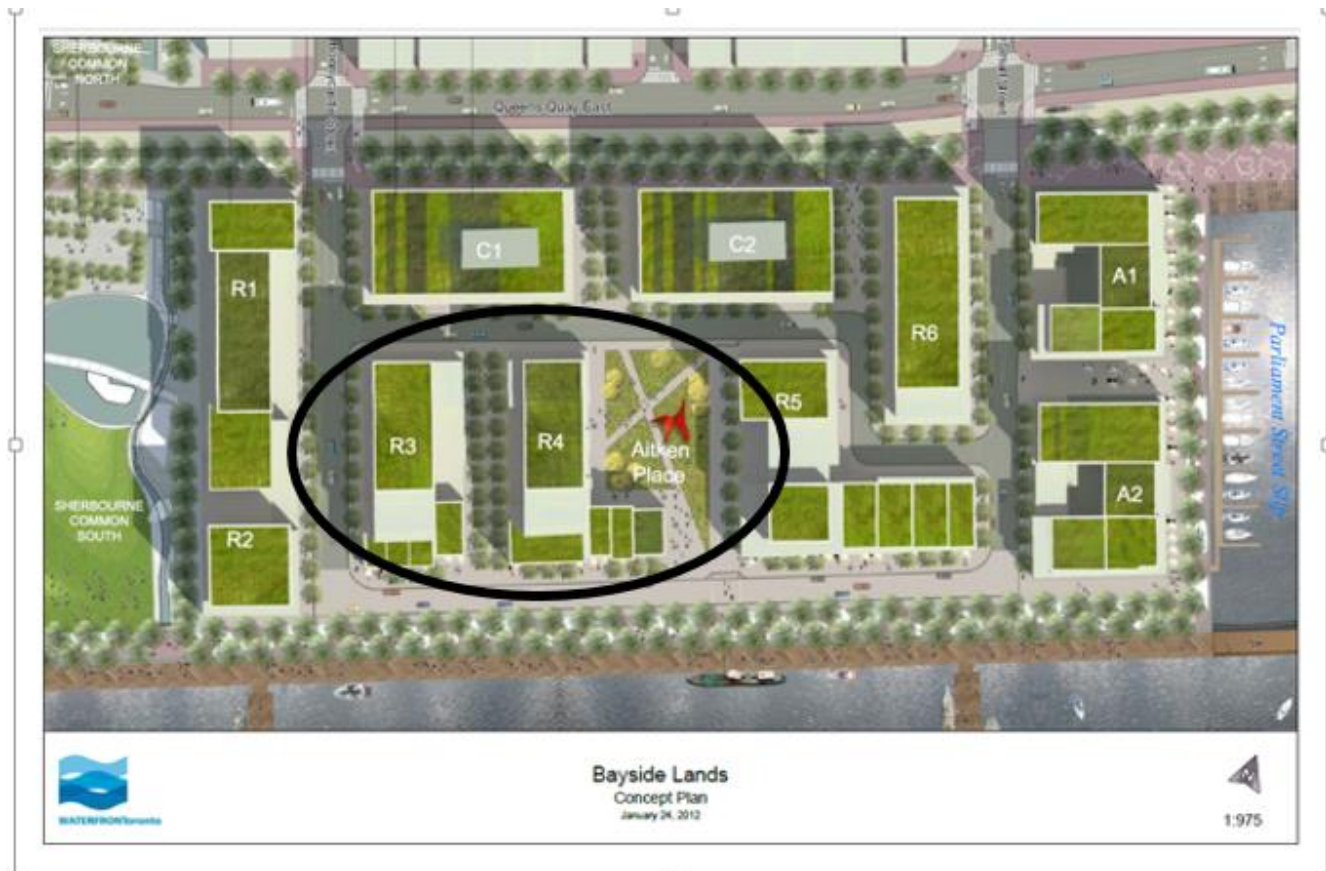 SHERBOURNE
COMMON
NORTH
Queens Quay East
R1
C1
C2
R6
A1
R3
R4
Aitken
Place
R5
A2
R2
SHERBOURNE
COMMON
SOUTH
Parliament Street Slip
Bayside Lands
Concept Plan
January 24, 2012
WATERFRONToronto
1:975